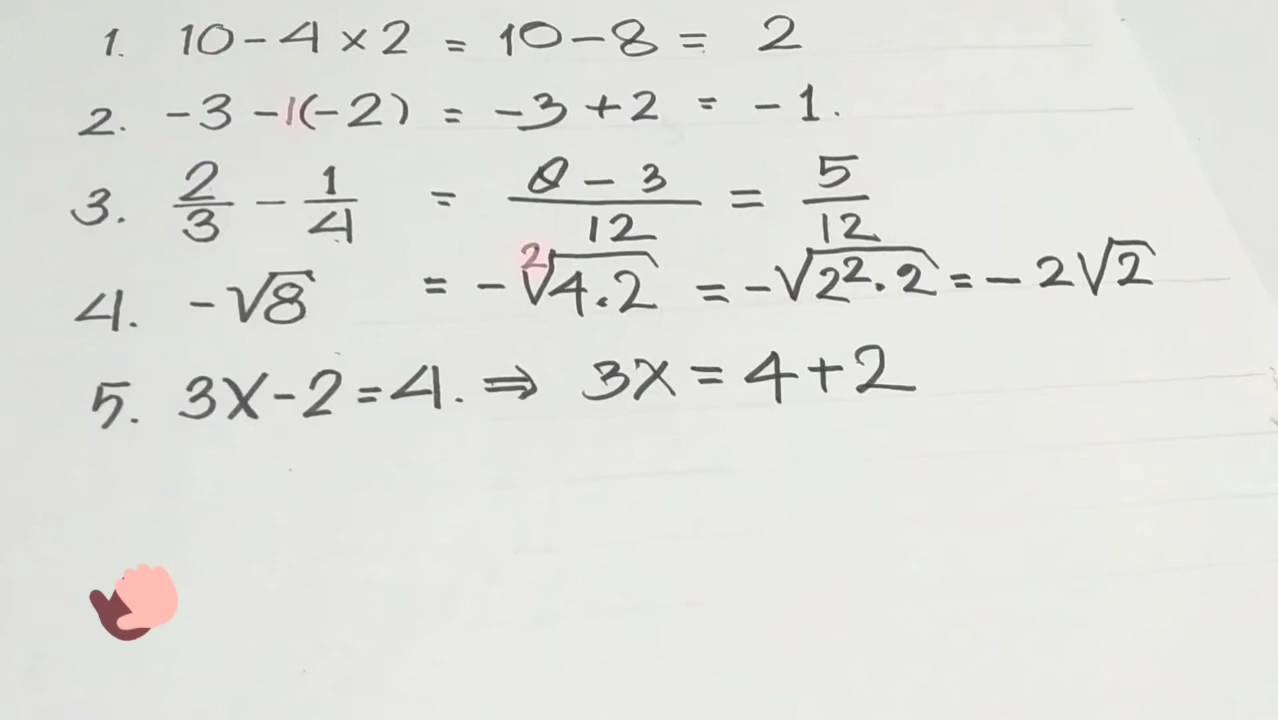 1. 10 - 4 × 2 = 10 - 8 = 2
2. -3 -1(-2) = -3 + 2 = -1.
3. 2/3 - 1/4 = (8 - 3)/12 = 5/12
4. -√8 = -²√(4.2) = -√(2².2) = -2√2
5. 3x - 2 = 4. ⇒ 3x = 4 + 2